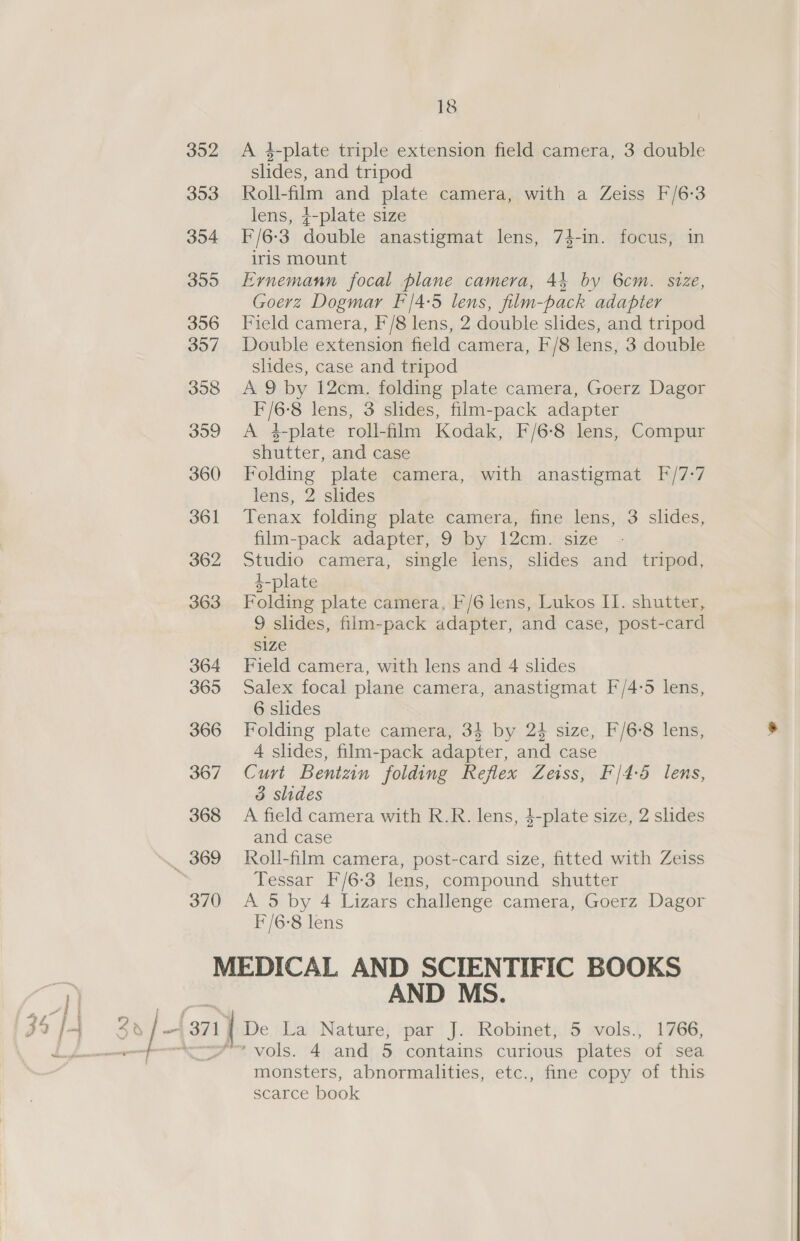 18
352 A ½-plate triple extension field camera, 3 double
slides, and tripod
353 Roll-film and plate camera, with a Zeiss F/6·3
lens, ¼-plate size
354 F/6·3 double anastigmat lens, 7½-in. focus, in
iris mount
355 Ernemann focal plane camera, 4½ by 6cm. size,
Goerz Dogmar F/4·5 lens, film-pack adapter
356 Field camera, F/8 lens, 2 double slides, and tripod
357 Double extension field camera, F/8 lens, 3 double
slides, case and tripod
358 A 9 by 12cm. folding plate camera, Goerz Dagor
F/6·8 lens, 3 slides, film-pack adapter
359 A ¼-plate roll-film Kodak, F/6·8 lens, Compur
shutter, and case
360 Folding plate camera, with anastigmat F/7·7
lens, 2 slides
361 Tenax folding plate camera, fine lens, 3 slides,
film-pack adapter, 9 by 12cm. size
362 Studio camera, single lens, slides and tripod,
½-plate
363 Folding plate camera, F/6 lens, Lukos II. shutter,
9 slides, film-pack adapter, and case, post-card
size
364 Field camera, with lens and 4 slides
365 Salex focal plane camera, anastigmat F/4·5 lens,
6 slides
366 Folding plate camera, 3½ by 2½ size, F/6·8 lens,
4 slides, film-pack adapter, and case
367 Curt Bentzin folding Reflex Zeiss, F/4·5 lens,
3 slides
368 A field camera with R.R. lens, ½-plate size, 2 slides
and case
369 Roll-film camera, post-card size, fitted with Zeiss
Tessar F/6·3 lens, compound shutter
370 A 5 by 4 Lizars challenge camera, Goerz Dagor
F/6·8 lens
MEDICAL AND SCIENTIFIC BOOKS
AND MS.
371 De La Nature, par J. Robinet, 5 vols., 1766,
vols. 4 and 5 contains curious plates of sea
monsters, abnormalities, etc., fine copy of this
scarce book